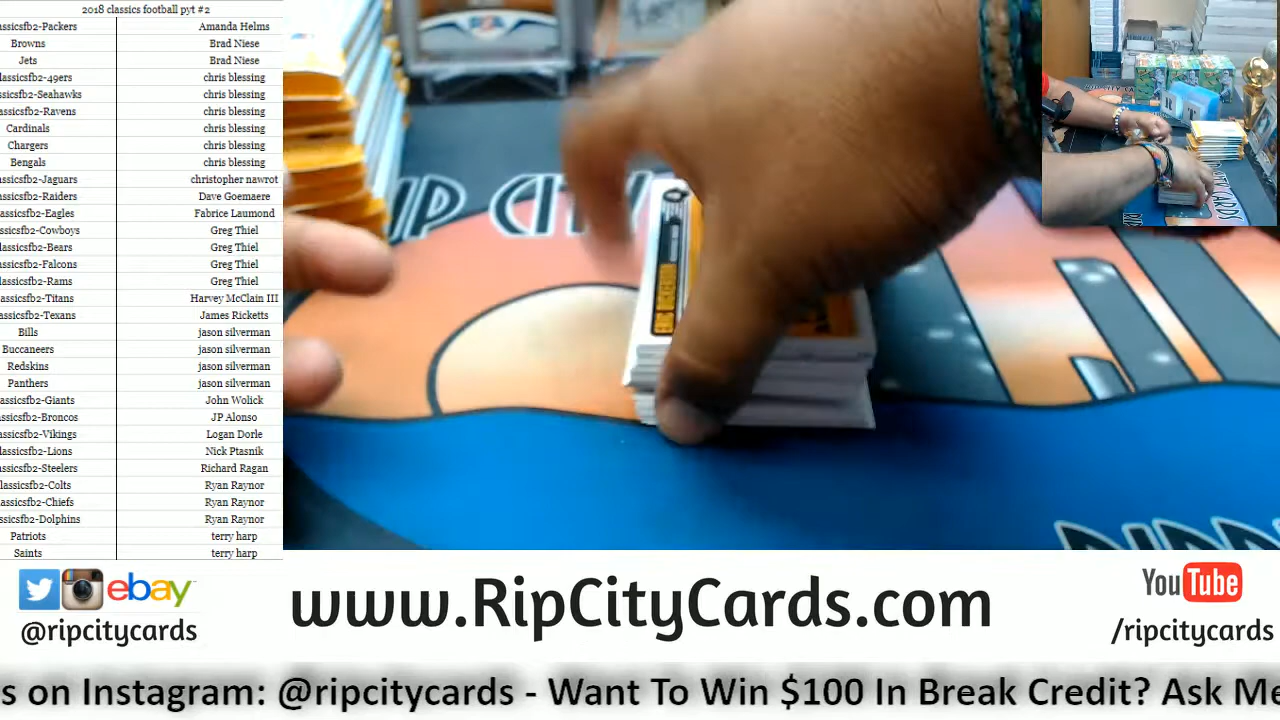 2018 classics football pyt #2
assicsfb2-Packers Amanda Helms
Browns Brad Niese
Jets Brad Niese
lassicsfb2-49ers chris blessing
ssicsfb2-Seahawks chris blessing
assicsfb2-Ravens chris blessing
Cardinals chris blessing
Chargers chris blessing
Bengals chris blessing
assicsfb2-Jaguars christopher nawrot
assicsfb2-Raiders Dave Goemaere
assicsfb2-Eagles Fabrice Laumond
ssicsfb2-Cowboys Greg Thiel
assicsfb2-Bears Greg Thiel
assicsfb2-Falcons Greg Thiel
assicsfb2-Rams Greg Thiel
assicsfb2-Titans Harvey McClain III
assicsfb2-Texans James Ricketts
Bills jason silverman
Buccaneers jason silverman
Redskins jason silverman
Panthers jason silverman
assicsfb2-Giants John Wolick
assicsfb2-Broncos JP Alonso
assicsfb2-Vikings Logan Dorle
lassicsfb2-Lions Nick Ptasnik
assicsfb2-Steelers Richard Ragan
lassicsfb2-Colts Ryan Raynor
assicsfb2-Chiefs Ryan Raynor
ssicsfb2-Dolphins Ryan Raynor
Patriots terry harp
Saints terry harp
UP CITY
ebay
@ripcitycards
www.RipCityCards.com
YouTube
/ripcitycards
s on Instagram: @ripcitycards - Want To Win $100 In Break Credit? Ask Me